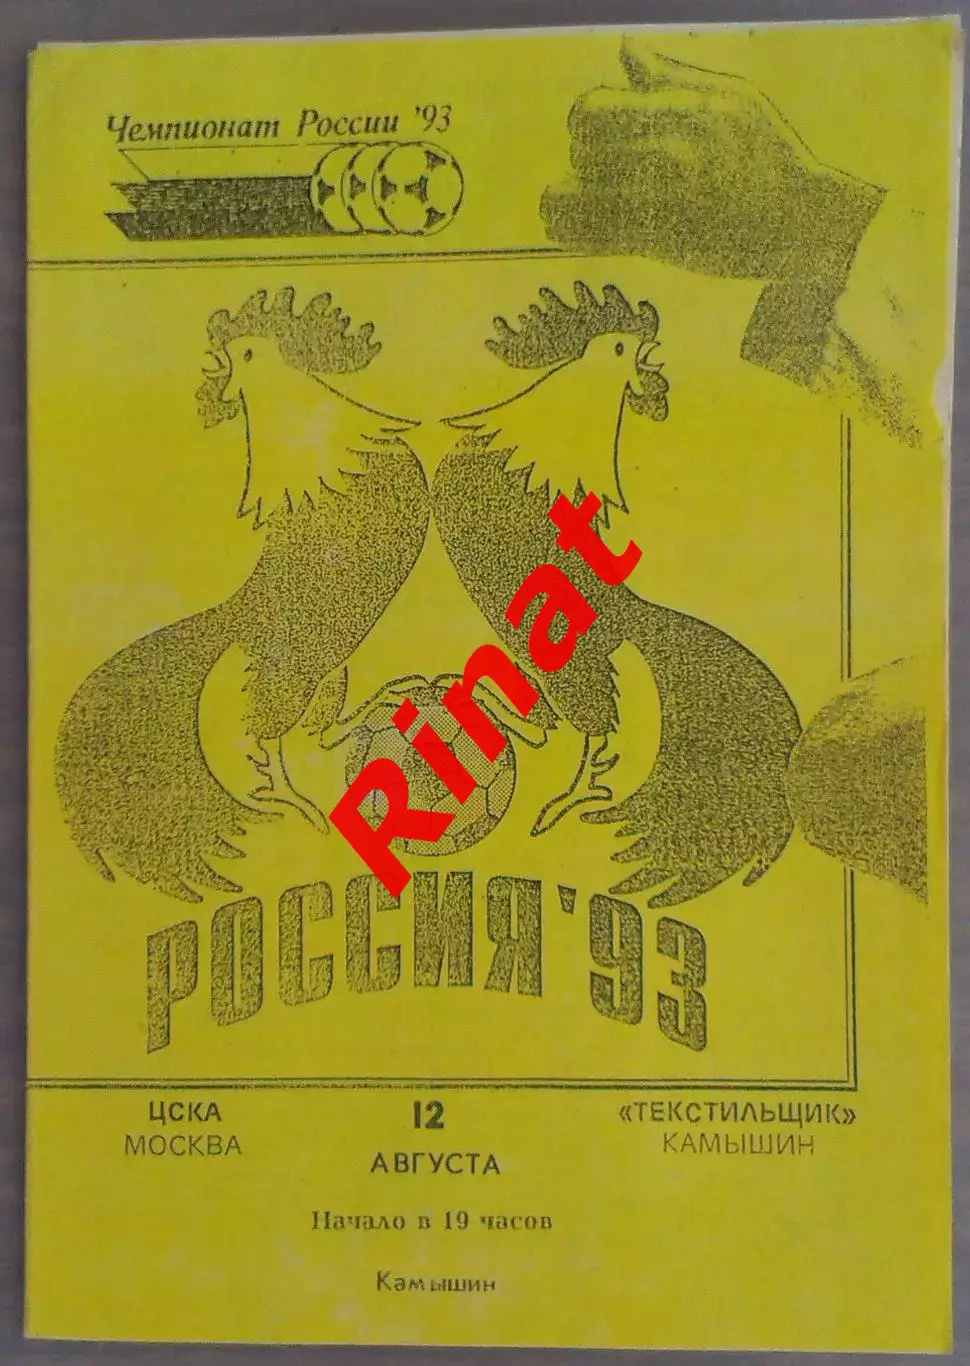 Чемпионат России '93
Rinat
РОССИЯ '93
ЦСКА
МОСКВА
12
АВГУСТА
«ТЕКСТИЛЬЩИК»
КАМЫШИН
Начало в 19 часов
Камышин